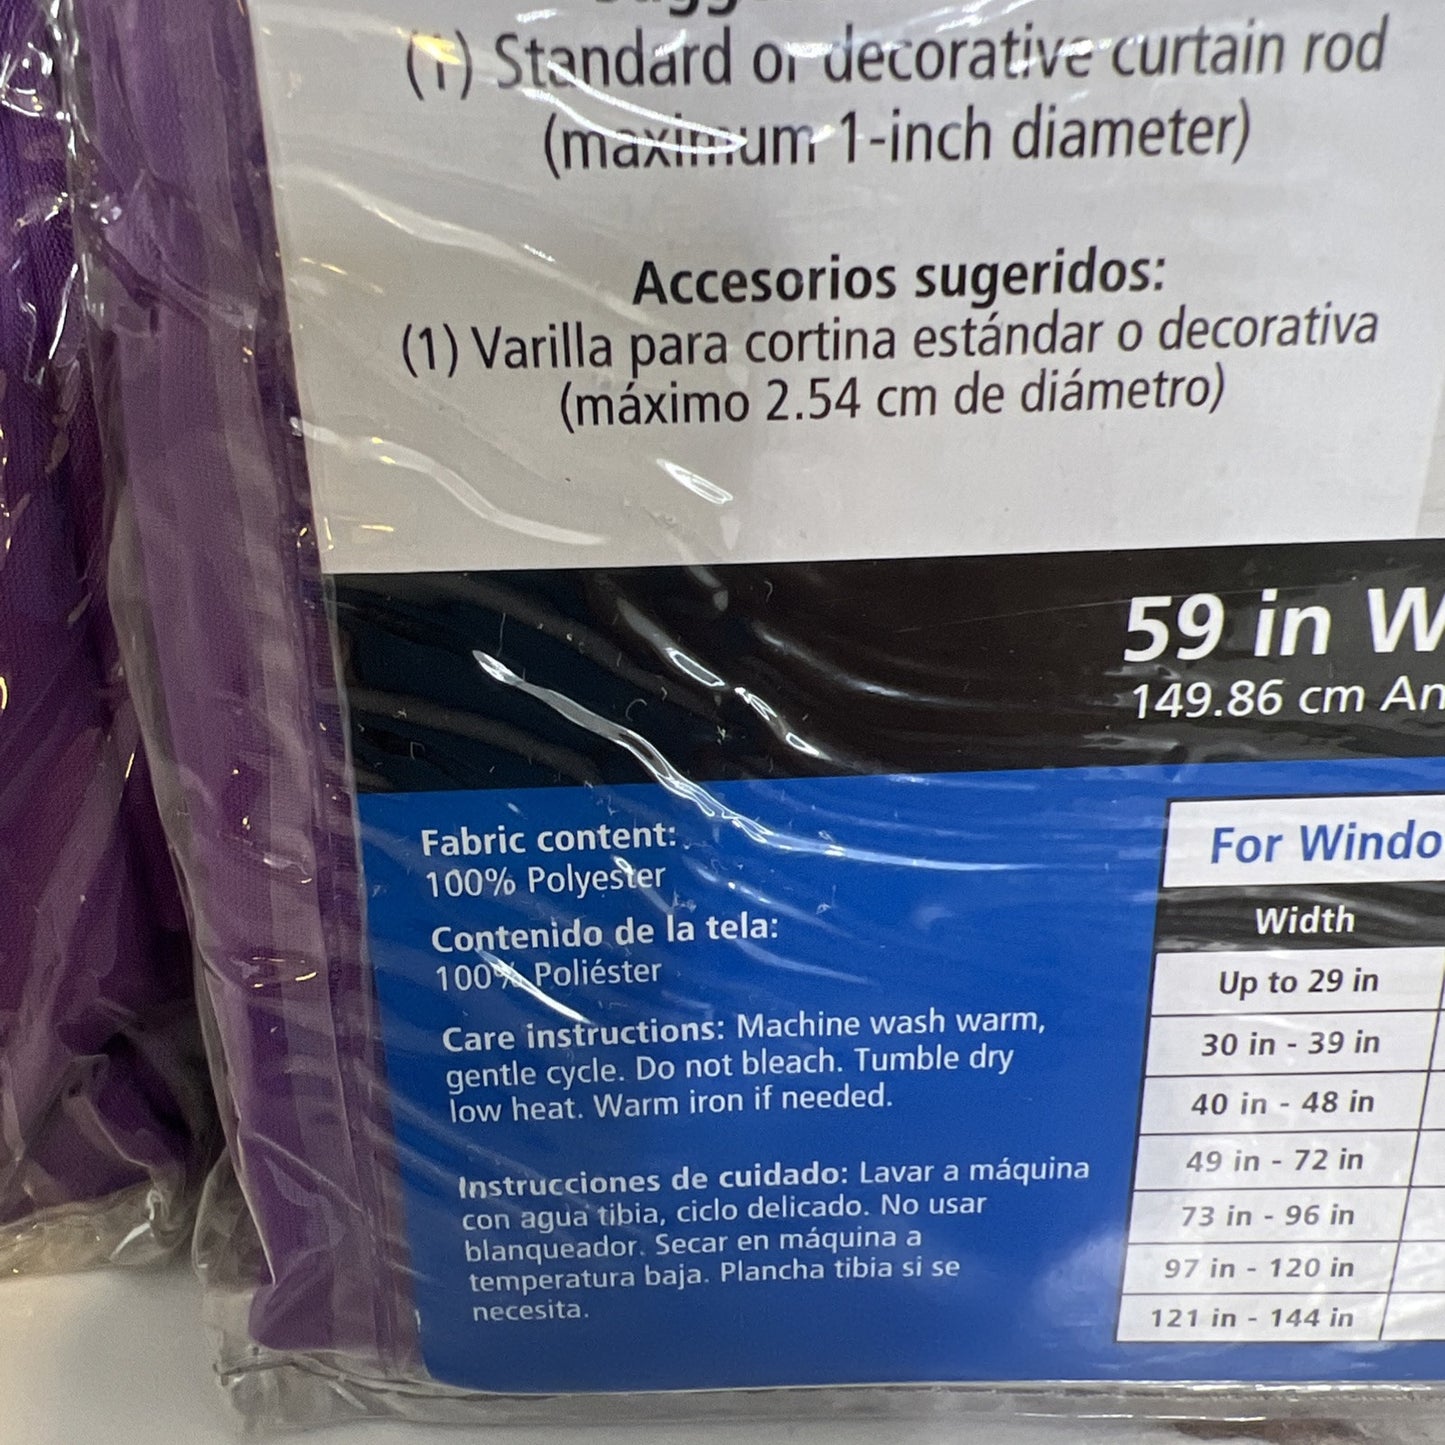 (1) Standard or decorative curtain rod
(maximum 1-inch diameter)
Accesorios sugeridos:
(1) Varilla para cortina estándar o decorativa
(máximo 2.54 cm de diámetro)
59 in W
149.86 cm An
Fabric content:
100% Polyester
Contenido de la tela:
100% Poliéster
Care instructions: Machine wash warm,
gentle cycle. Do not bleach. Tumble dry
low heat. Warm iron if needed.
Instrucciones de cuidado: Lavar a máquina
con agua tibia, ciclo delicado. No usar
blanqueador. Secar en máquina a
temperatura baja. Plancha tibia si se
necesita.
For Windo
Width
Up to 29 in
30 in - 39 in
40 in - 48 in
49 in - 72 in
73 in - 96 in
97 in - 120 in
121 in - 144 in